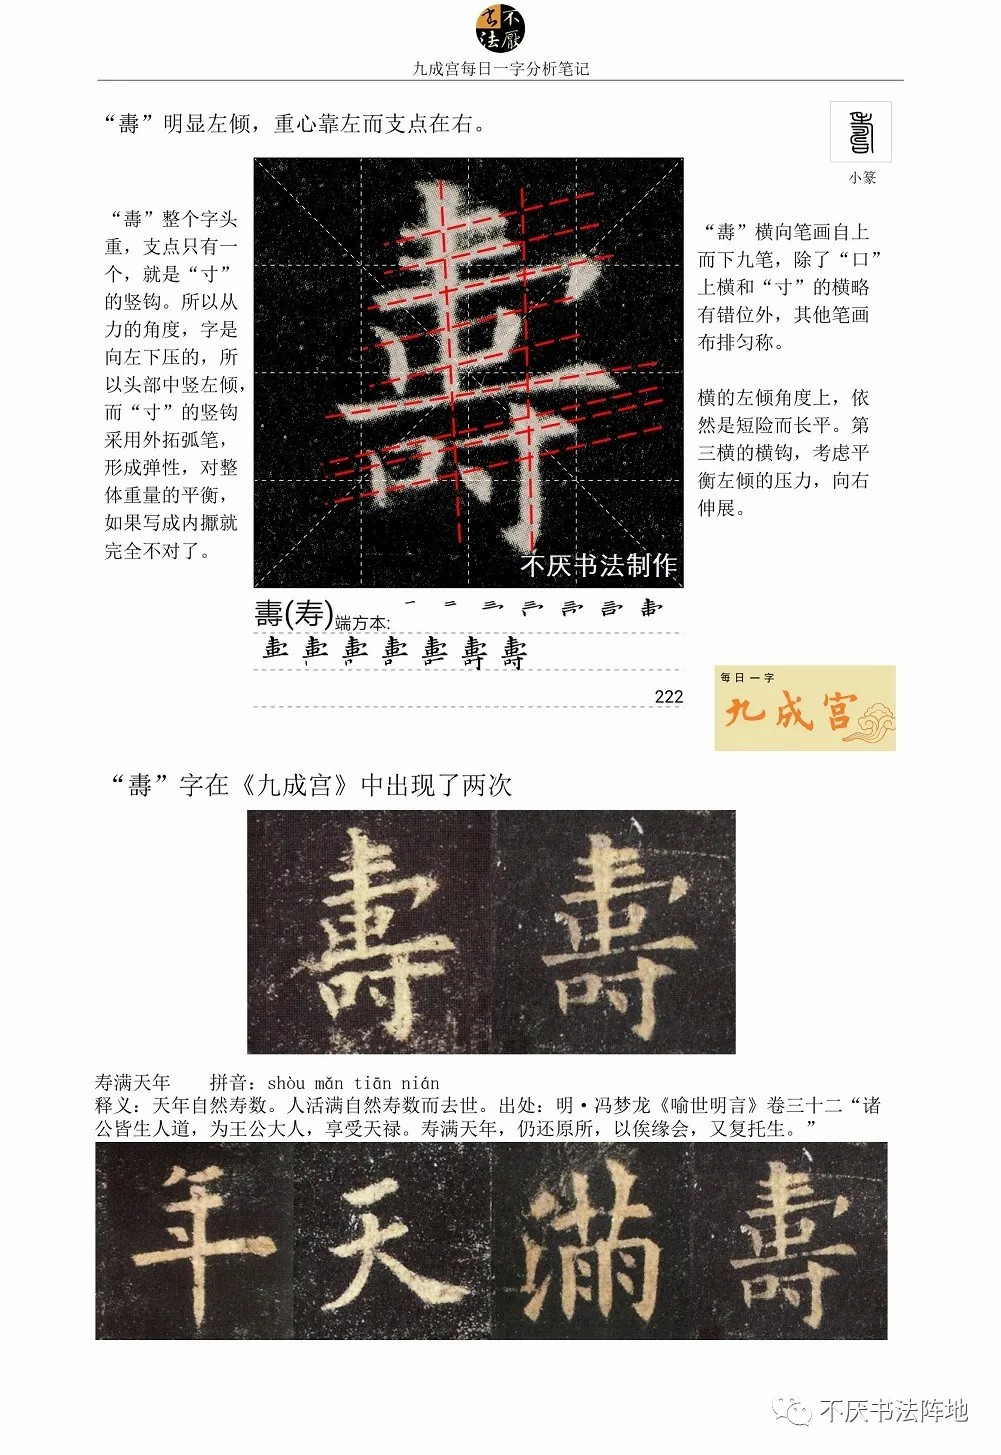 不厭
书法
九成宫每日一字分析笔记
“壽”明显左倾，重心靠左而支点在右。
小篆
“壽”整个字头
重，支点只有一
个，就是“寸”
的竖钩。所以从
力的角度，字是
向左下压的，所
以头部中竖左倾，
而“寸”的竖钩
采用外拓弧笔，
形成弹性，对整
体重量的平衡，
如果写成内擫就
完全不对了。
壽
不厌书法制作
“壽”横向笔画自上
而下九笔，除了“口”
上横和“寸”的横略
有错位外，其他笔画
布排匀称。
横的左倾角度上，依
然是短险而长平。第
三横的横钩，考虑平
衡左倾的压力，向右
伸展。
壽(寿)端方本:
222
每日一字
九成宫
“壽”字在《九成宫》中出现了两次
壽 壽
寿满天年 拼音：shòu mǎn tiān nián
释义：天年自然寿数。人活满自然寿数而去世。出处：明·冯梦龙《喻世明言》卷三十二“诸
公皆生人道，为王公大人，享受天禄。寿满天年，仍还原所，以俟缘会，又复托生。”
年 天 滿 壽
不厌书法阵地